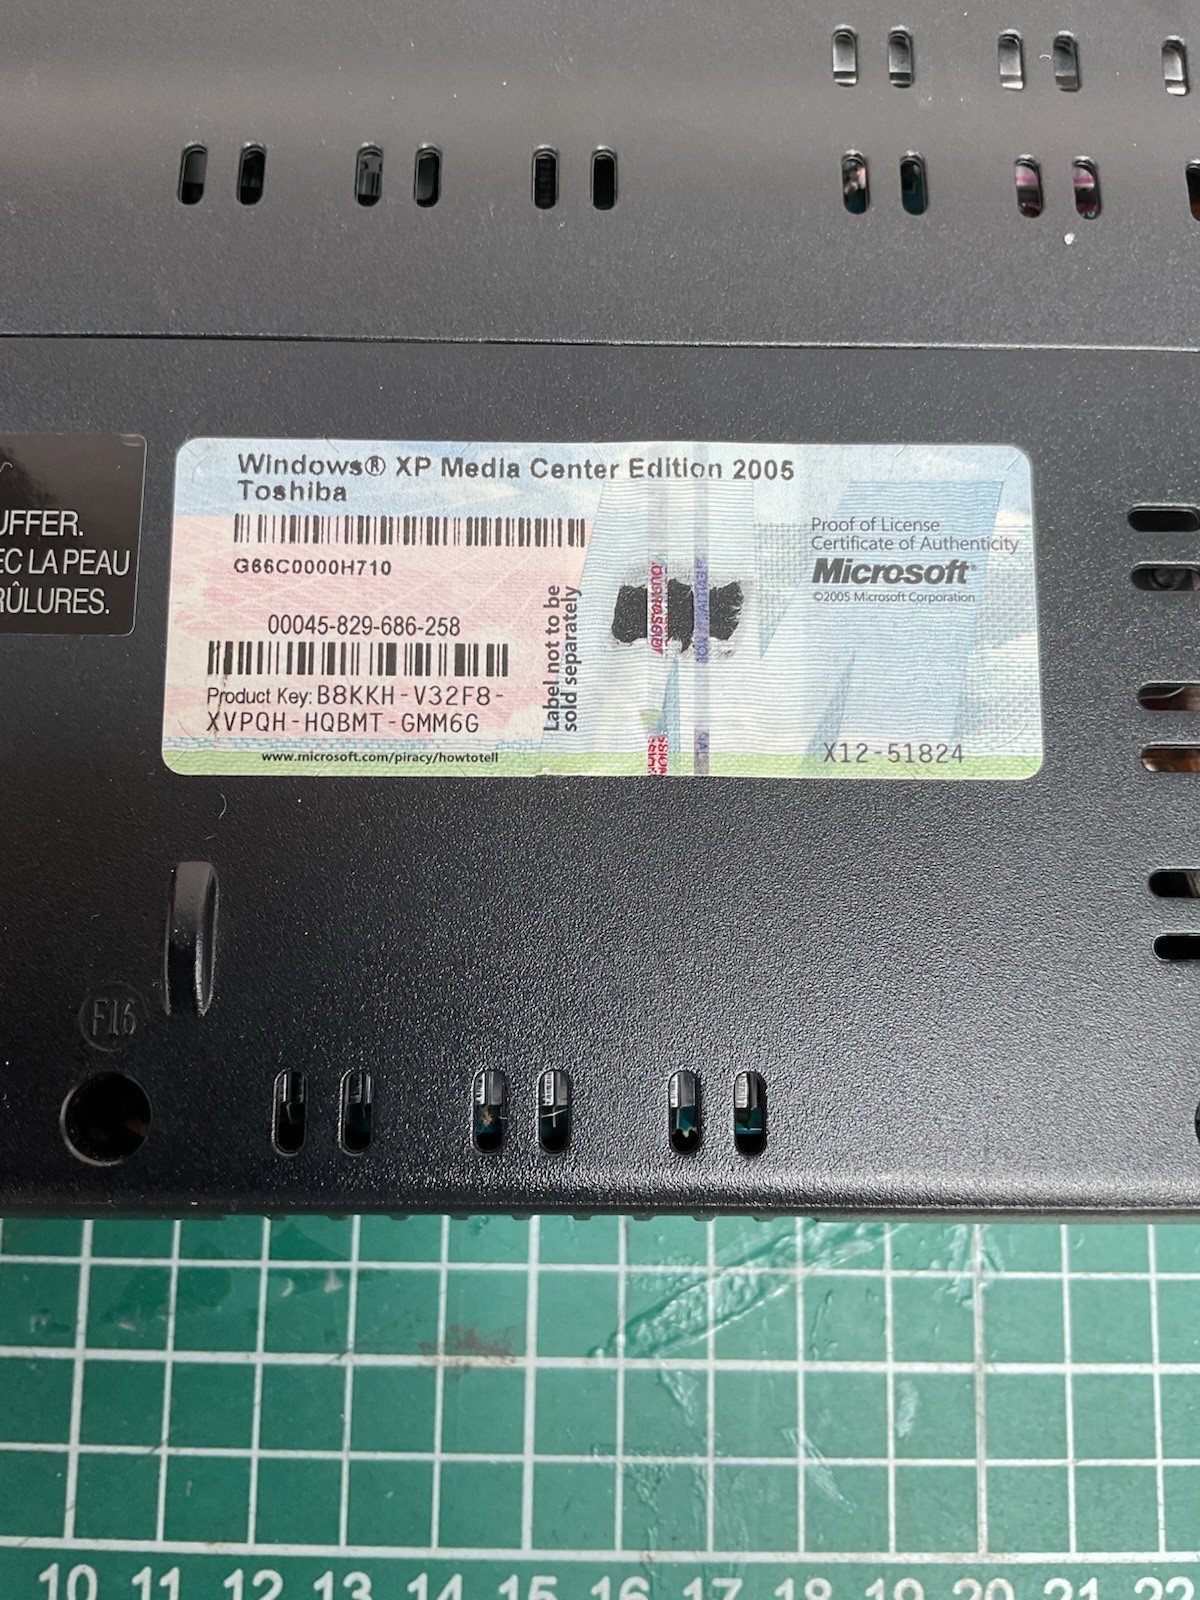 UFFER.
EC LA PEAU
RÛLURES.
Windows® XP Media Center Edition 2005
Toshiba
G66C0000H710
00045-829-686-258
Product Key: B8KKH-V32F8-
XVPQH-HQBMT-GMM6G
www.microsoft.com/piracy/howtotell
Label not to be
sold separately
Proof of License
Certificate of Authenticity
Microsoft®
©2005 Microsoft Corporation
X12-51824
F16
10 11 12 13 14 15 16 17 18 19 20 21 22